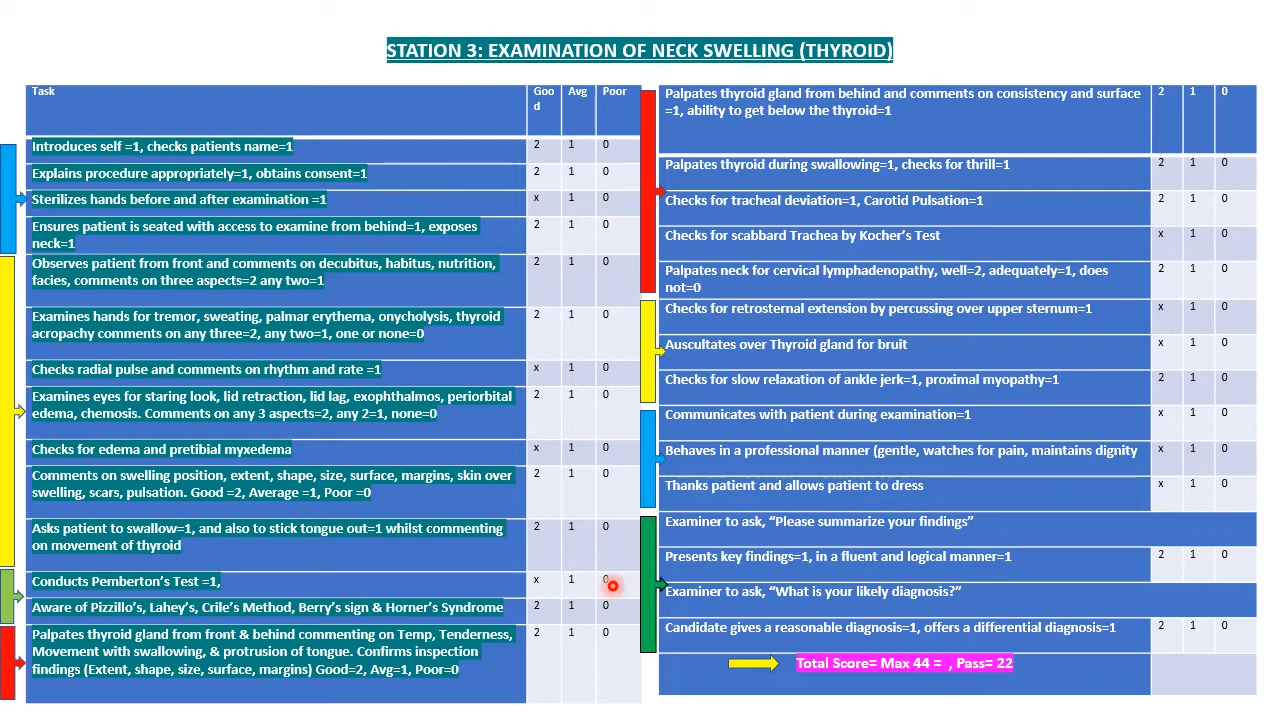 STATION 3: EXAMINATION OF NECK SWELLING (THYROID)
Task Goo Avg Poor
d
Introduces self =1, checks patients name=1 2 1 0
Explains procedure appropriately=1, obtains consent=1 2 1 0
Sterilizes hands before and after examination =1 x 1 0
Ensures patient is seated with access to examine from behind=1, exposes 2 1 0
neck=1
Observes patient from front and comments on decubitus, habitus, nutrition, 2 1 0
facies, comments on three aspects=2 any two=1
Examines hands for tremor, sweating, palmar erythema, onycholysis, thyroid 2 1 0
acropachy comments on any three=2, any two=1, one or none=0
Checks radial pulse and comments on rhythm and rate =1 x 1 0
Examines eyes for staring look, lid retraction, lid lag, exophthalmos, periorbital 2 1 0
edema, chemosis. Comments on any 3 aspects=2, any 2=1, none=0
Checks for edema and pretibial myxedema x 1 0
Comments on swelling position, extent, shape, size, surface, margins, skin over 2 1 0
swelling, scars, pulsation. Good =2, Average =1, Poor =0
Asks patient to swallow=1, and also to stick tongue out=1 whilst commenting 2 1 0
on movement of thyroid
Conducts Pemberton's Test =1, x 1 0
Aware of Pizzillo's, Lahey's, Crile's Method, Berry's sign & Horner's Syndrome 2 1 0
Palpates thyroid gland from front & behind commenting on Temp, Tenderness, 2 1 0
Movement with swallowing, & protrusion of tongue. Confirms inspection
findings (Extent, shape, size, surface, margins) Good=2, Avg=1, Poor=0
Palpates thyroid gland from behind and comments on consistency and surface 2 1 0
=1, ability to get below the thyroid=1
Palpates thyroid during swallowing=1, checks for thrill=1 2 1 0
Checks for tracheal deviation=1, Carotid Pulsation=1 2 1 0
Checks for scabbard Trachea by Kocher's Test x 1 0
Palpates neck for cervical lymphadenopathy, well=2, adequately=1, does 2 1 0
not=0
Checks for retrosternal extension by percussing over upper sternum=1 x 1 0
Auscultates over Thyroid gland for bruit x 1 0
Checks for slow relaxation of ankle jerk=1, proximal myopathy=1 2 1 0
Communicates with patient during examination=1 x 1 0
Behaves in a professional manner (gentle, watches for pain, maintains dignity x 1 0
Thanks patient and allows patient to dress x 1 0
Examiner to ask, “Please summarize your findings”
Presents key findings=1, in a fluent and logical manner=1 2 1 0
Examiner to ask, “What is your likely diagnosis?”
Candidate gives a reasonable diagnosis=1, offers a differential diagnosis=1 2 1 0
Total Score= Max 44 = , Pass= 22